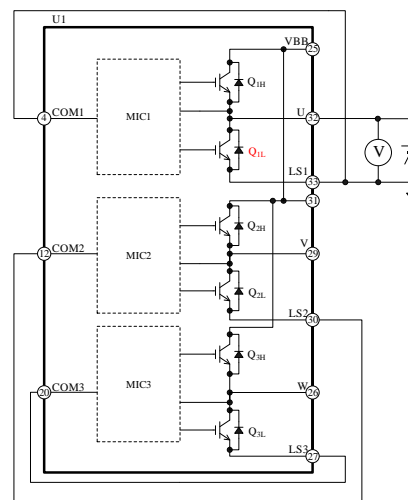 U1
VBB 25
Q1H
4 COM1
MIC1
U 32
Q1L
V
LS1 33
31
Q2H
12 COM2
MIC2
V 29
Q2L
LS2 30
MIC3
Q3H
20 COM3
W 26
Q3L
LS3 27